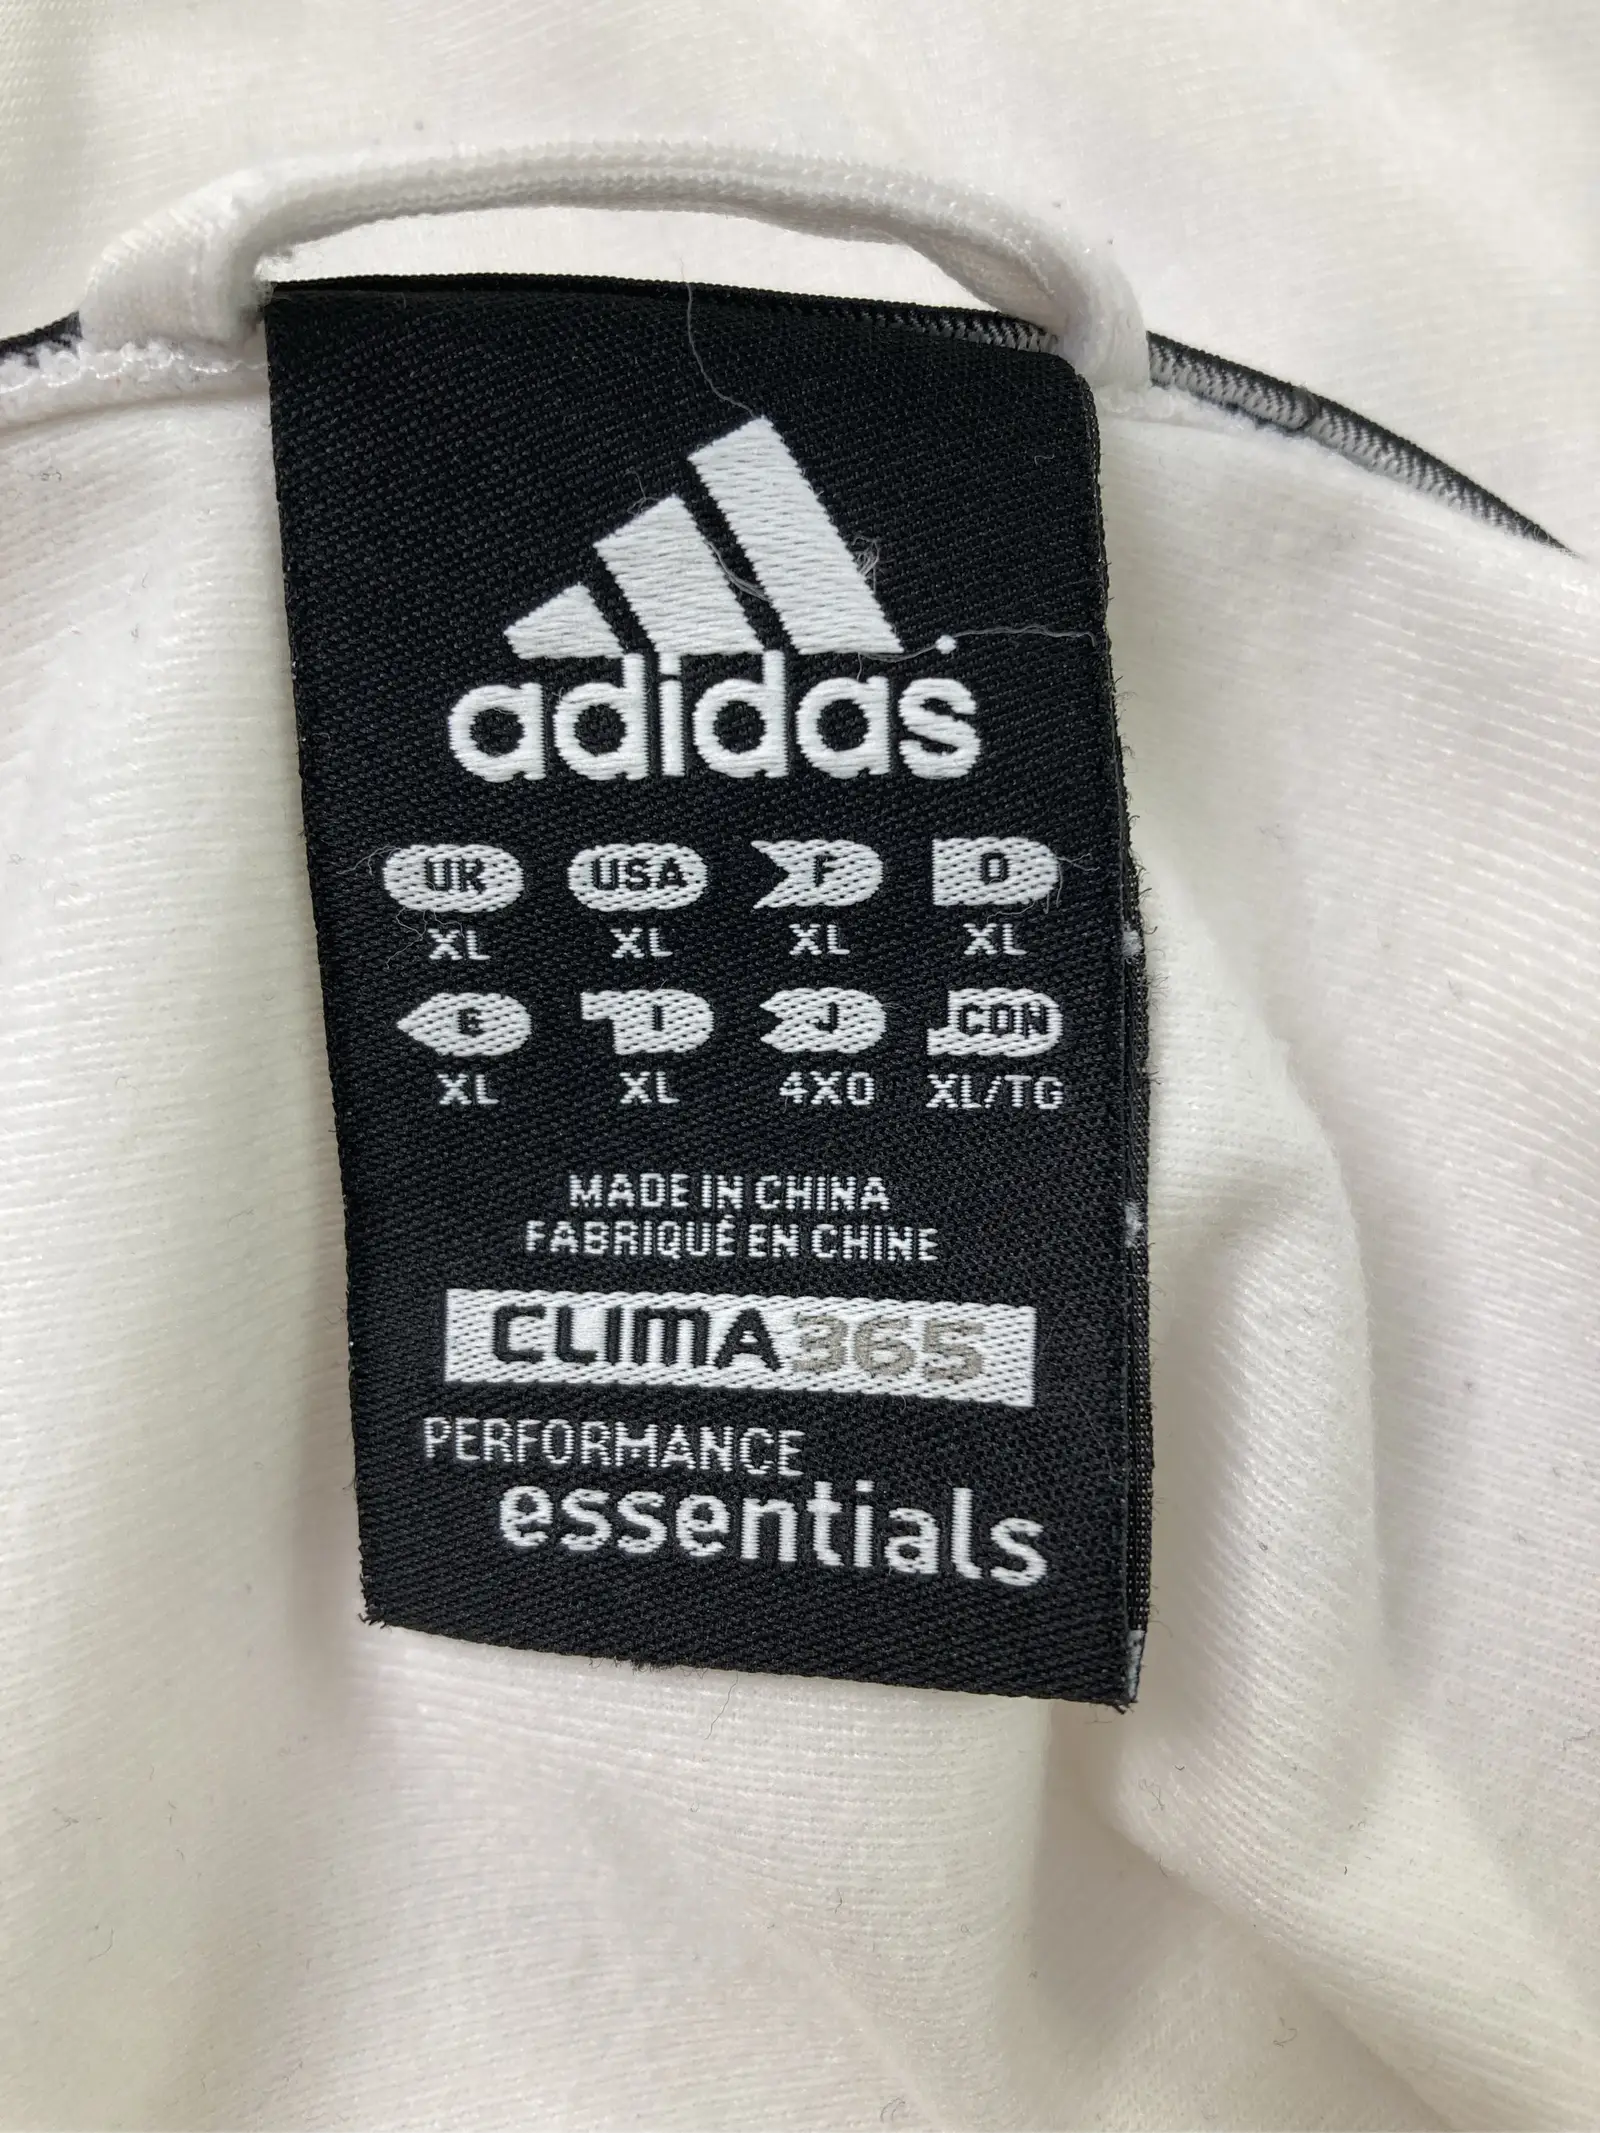 adidas
UK USA F D
XL XL XL XL
E I J CDN
XL XL 4XO XL/TG
MADE IN CHINA
FABRIQUÉ EN CHINE
CLIMA365
PERFORMANCE
essentials